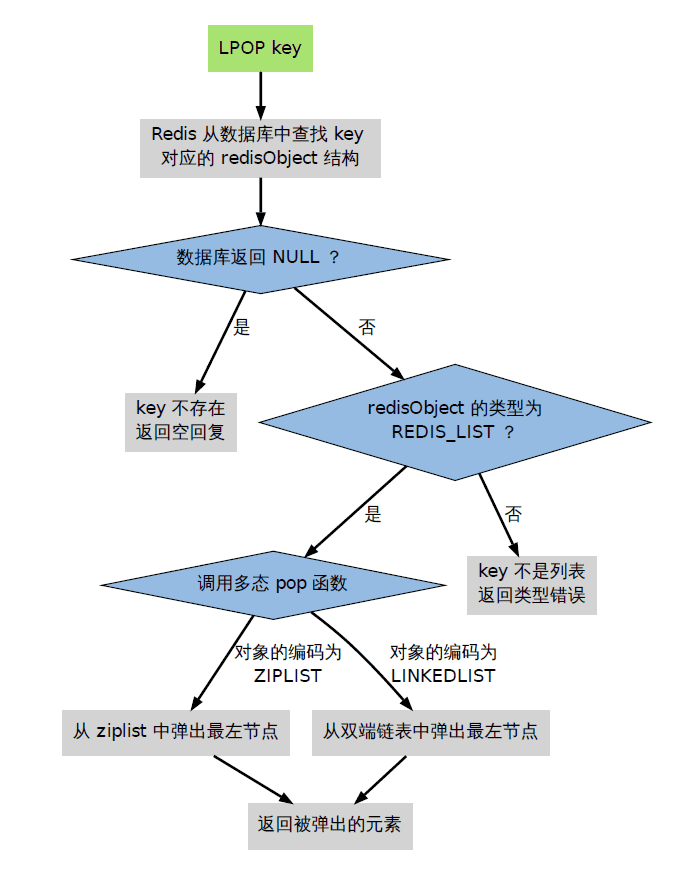 LPOP key
Redis 从数据库中查找 key
对应的 redisObject 结构
数据库返回 NULL ？
是
否
key 不存在
返回空回复
redisObject 的类型为
REDIS_LIST ？
是
否
调用多态 pop 函数
key 不是列表
返回类型错误
对象的编码为
ZIPLIST
对象的编码为
LINKEDLIST
从 ziplist 中弹出最左节点
从双端链表中弹出最左节点
返回被弹出的元素